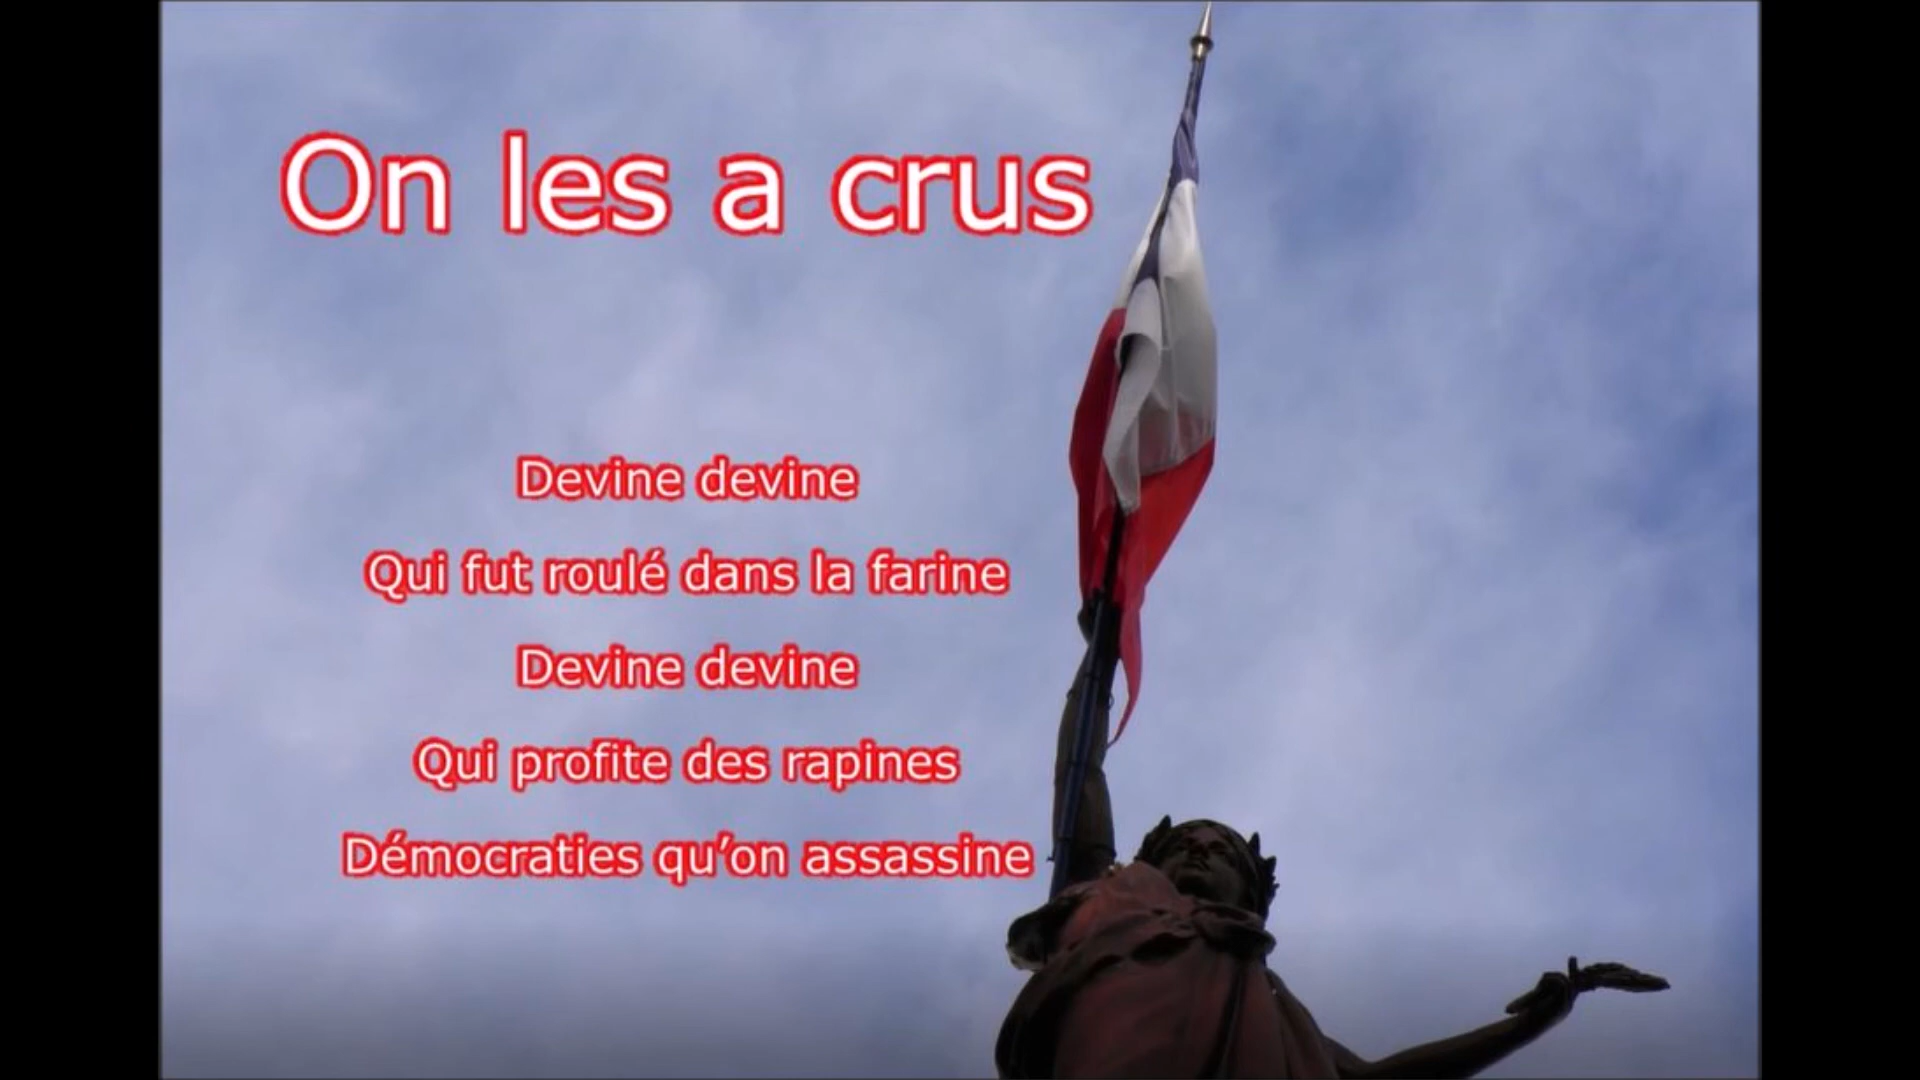 On les a crus
Devine devine
Qui fut roulé dans la farine
Devine devine
Qui profite des rapines
Démocraties qu’on assassine